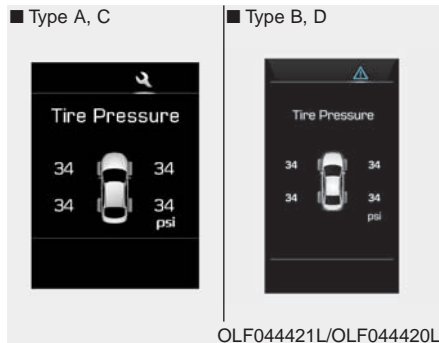 ■ Type A, C
Tire Pressure
34 34
34 34
psi
■ Type B, D
Tire Pressure
34 34
34 34
psi
OLF044421L/OLF044420L